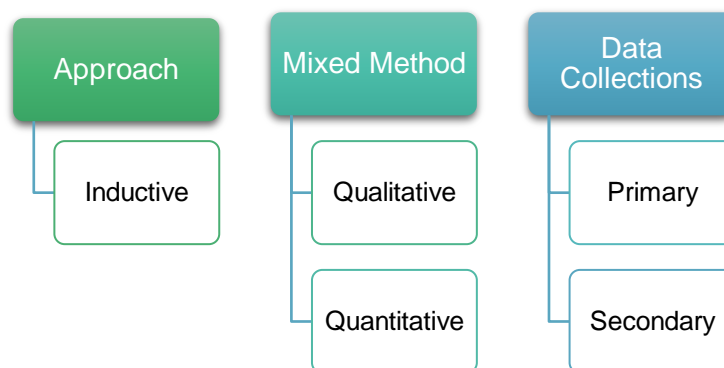 Approach
Inductive
Mixed Method
Qualitative
Quantitative
Data
Collections
Primary
Secondary